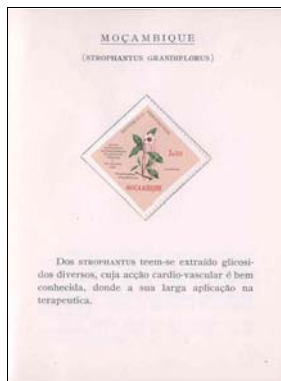 MOÇAMBIQUE
(STROPHANTUS GRANDIFLORUS)
MOÇAMBIQUE
Dos STROPHANTUS teem-se extraído glicosi-
dos diversos, cuja acção cardio-vascular é bem
conhecida, donde a sua larga aplicação na
terapeutica.